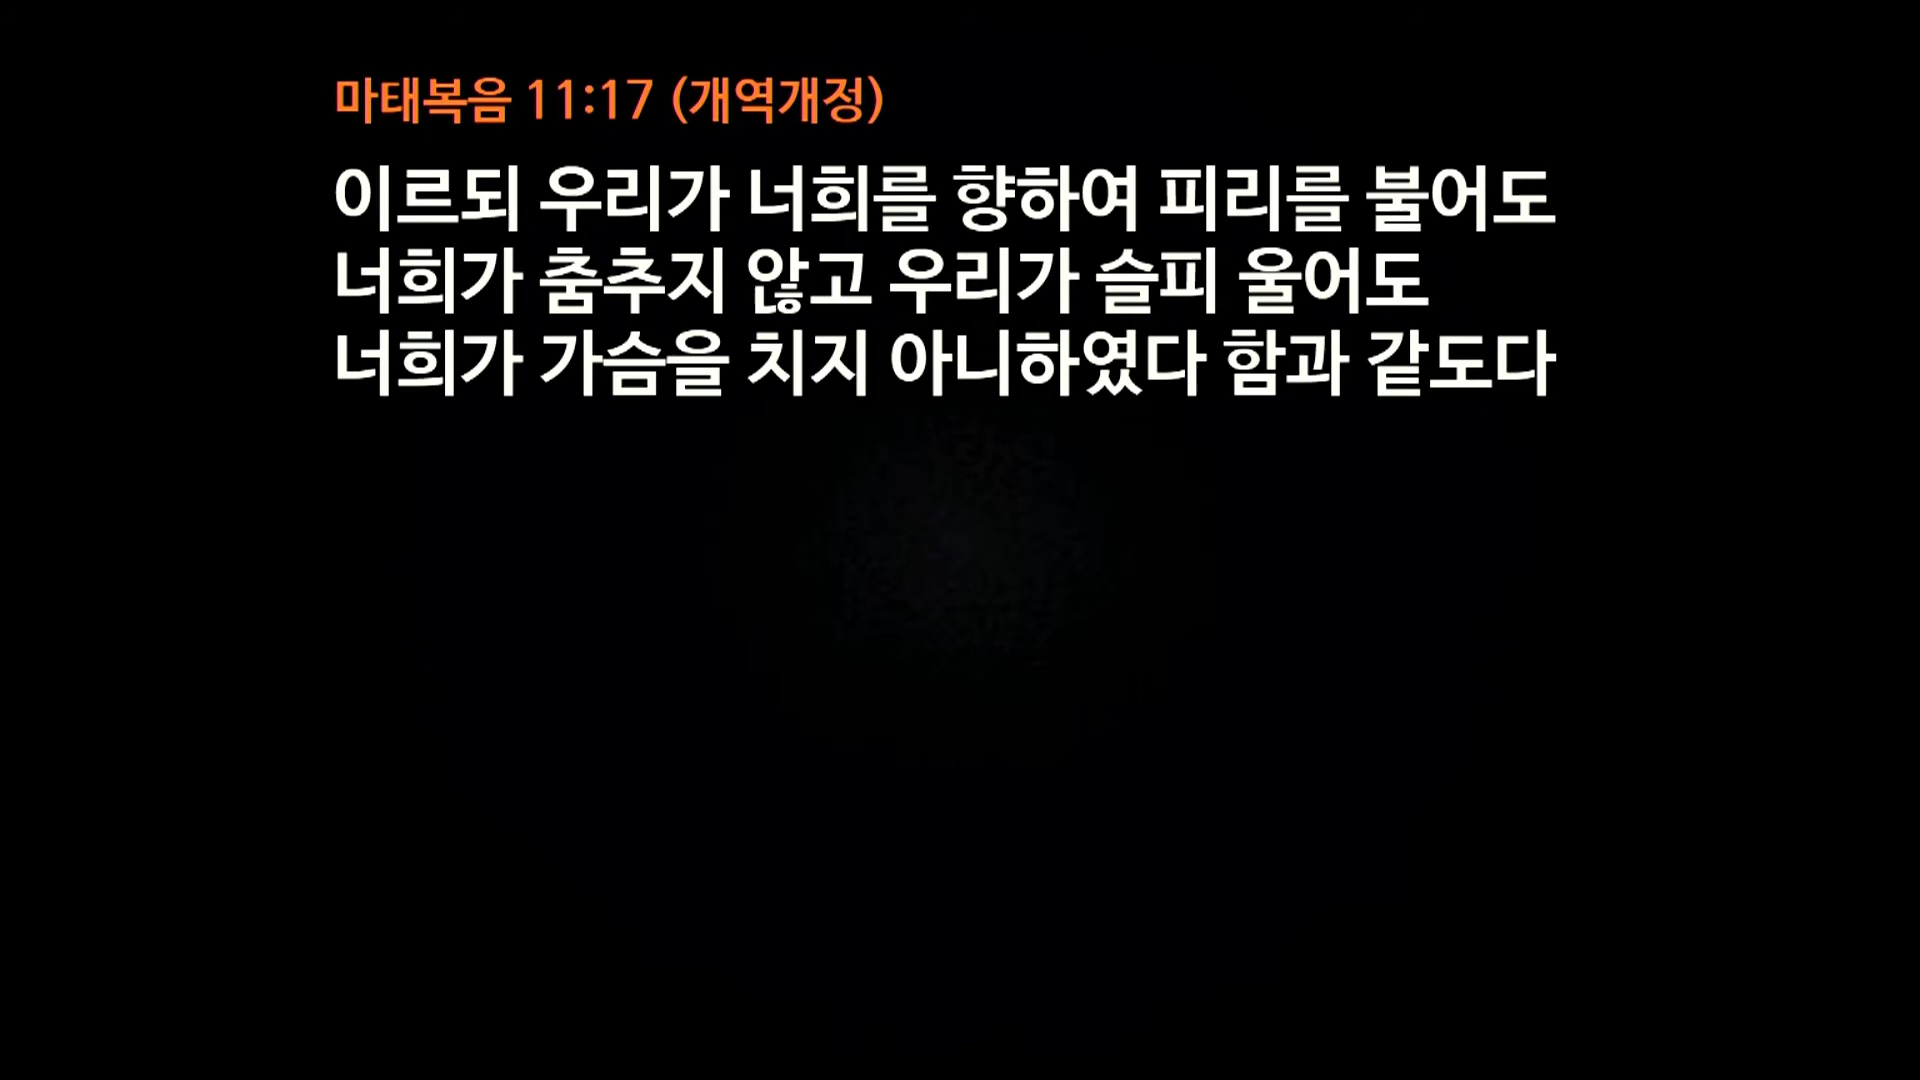 마태복음 11:17 (개역개정)
이르되 우리가 너희를 향하여 피리를 불어도
너희가 춤추지 않고 우리가 슬피 울어도
너희가 가슴을 치지 아니하였다 함과 같도다